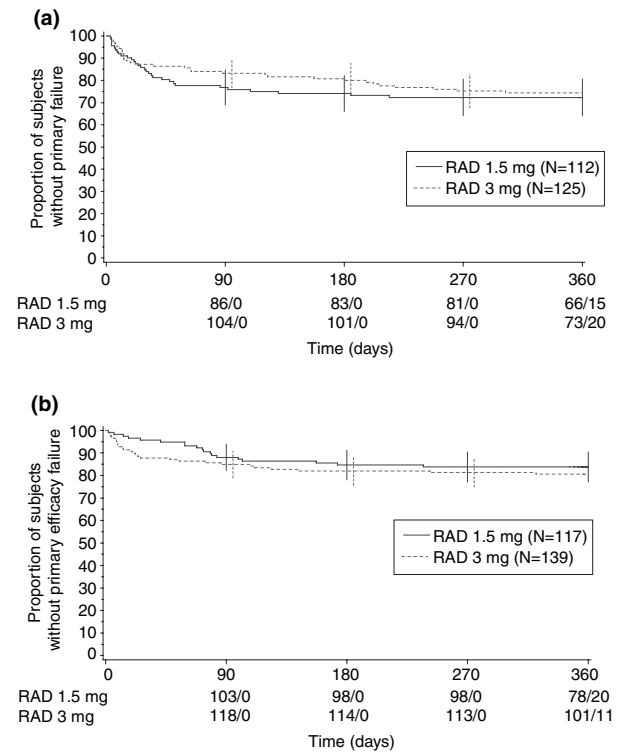 (a)
Proportion of subjects
without primary failure
100
90
80
70
60
50
40
30
20
10
0
RAD 1.5 mg (N=112)
RAD 3 mg (N=125)
0 90 180 270 360
RAD 1.5 mg 86/0 83/0 81/0 66/15
RAD 3 mg 104/0 101/0 94/0 73/20
Time (days)
(b)
Proportion of subjects
without primary efficacy failure
100
90
80
70
60
50
40
30
20
10
0
RAD 1.5 mg (N=117)
RAD 3 mg (N=139)
0 90 180 270 360
RAD 1.5 mg 103/0 98/0 98/0 78/20
RAD 3 mg 118/0 114/0 113/0 101/11
Time (days)